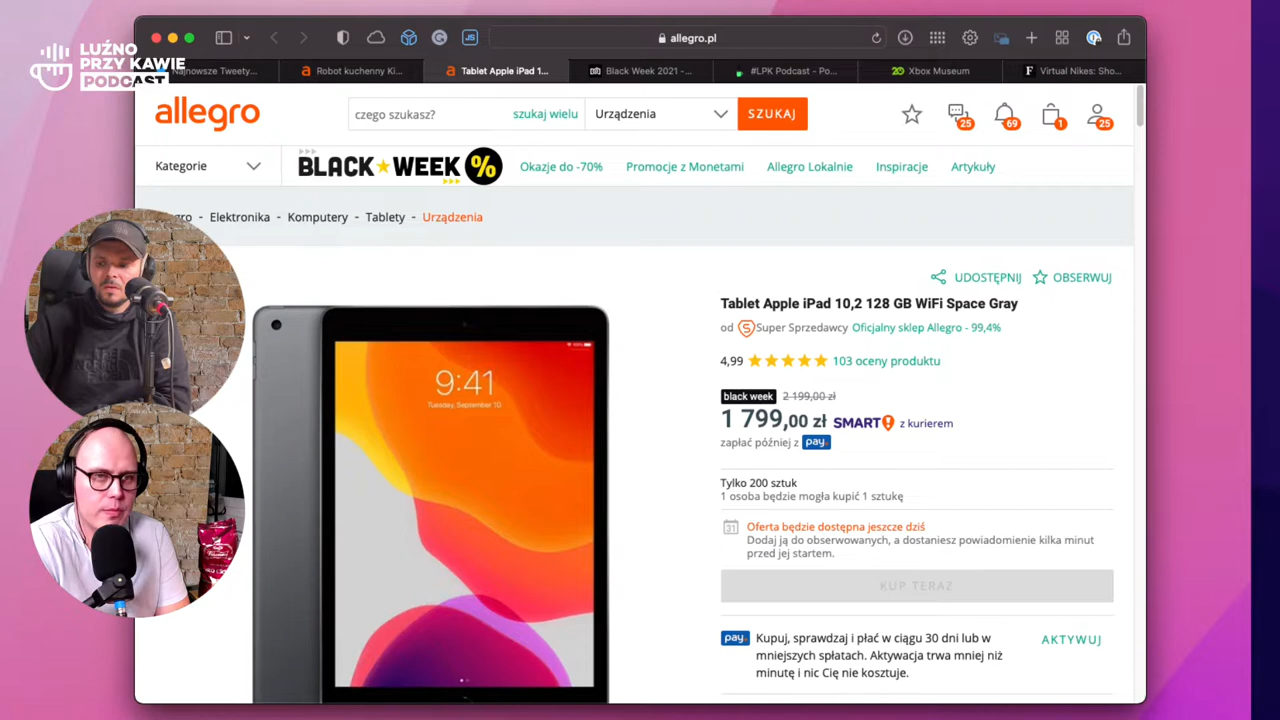 LUŹNO
PRZY KAWIE
PODCAST
allegro.pl
Najnowsze Tweety...
Robot kuchenny Ki...
Tablet Apple iPad 1...
Black Week 2021 -...
#LPK Podcast - Po...
Xbox Museum
Virtual Nikes: Sho...
allegro
czego szukasz?
szukaj wielu
Urządzenia
SZUKAJ
25
69
1
25
Kategorie
BLACK WEEK %
Okazje do -70%
Promocje z Monetami
Allegro Lokalnie
Inspiracje
Artykuły
gro - Elektronika - Komputery - Tablety - Urządzenia
UDOSTĘPNIJ
OBSERWUJ
Tablet Apple iPad 10,2 128 GB WiFi Space Gray
od Super Sprzedawcy Oficjalny sklep Allegro - 99,4%
4,99 103 oceny produktu
black week 2 199,00 zł
1 799,00 zł SMART! z kurierem
zapłać później z pay
Tylko 200 sztuk
1 osoba będzie mogła kupić 1 sztukę
31
Oferta będzie dostępna jeszcze dziś
Dodaj ją do obserwowanych, a dostaniesz powiadomienie kilka minut
przed jej startem.
KUP TERAZ
pay
Kupuj, sprawdzaj i płać w ciągu 30 dni lub w
mniejszych spłatach. Aktywacja trwa mniej niż
minutę i nic Cię nie kosztuje.
AKTYWUJ
9:41
Tuesday, September 10